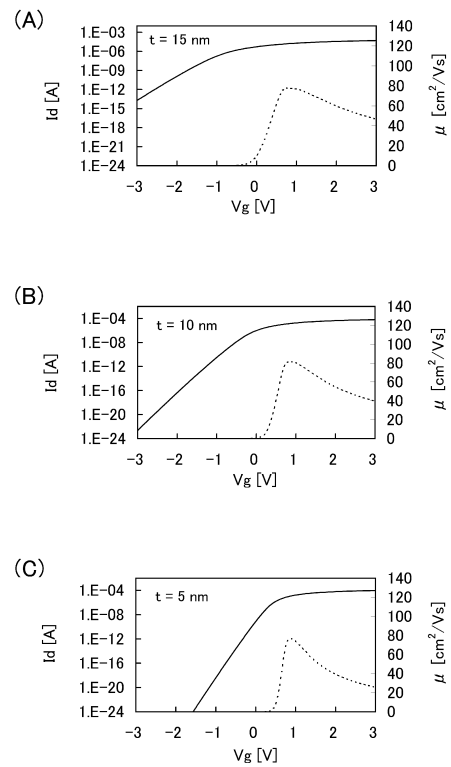 (A)
1.E−03
1.E−06
1.E−09
1.E−12
1.E−15
1.E−18
1.E−21
1.E−24
Id [A]
t = 15 nm
140
120
100
80
60
40
20
0
μ [cm²/Vs]
−3 −2 −1 0 1 2 3
Vg [V]
(B)
1.E−04
1.E−08
1.E−12
1.E−16
1.E−20
1.E−24
Id [A]
t = 10 nm
140
120
100
80
60
40
20
0
μ [cm²/Vs]
−3 −2 −1 0 1 2 3
Vg [V]
(C)
1.E−04
1.E−08
1.E−12
1.E−16
1.E−20
1.E−24
Id [A]
t = 5 nm
140
120
100
80
60
40
20
0
μ [cm²/Vs]
−3 −2 −1 0 1 2 3
Vg [V]